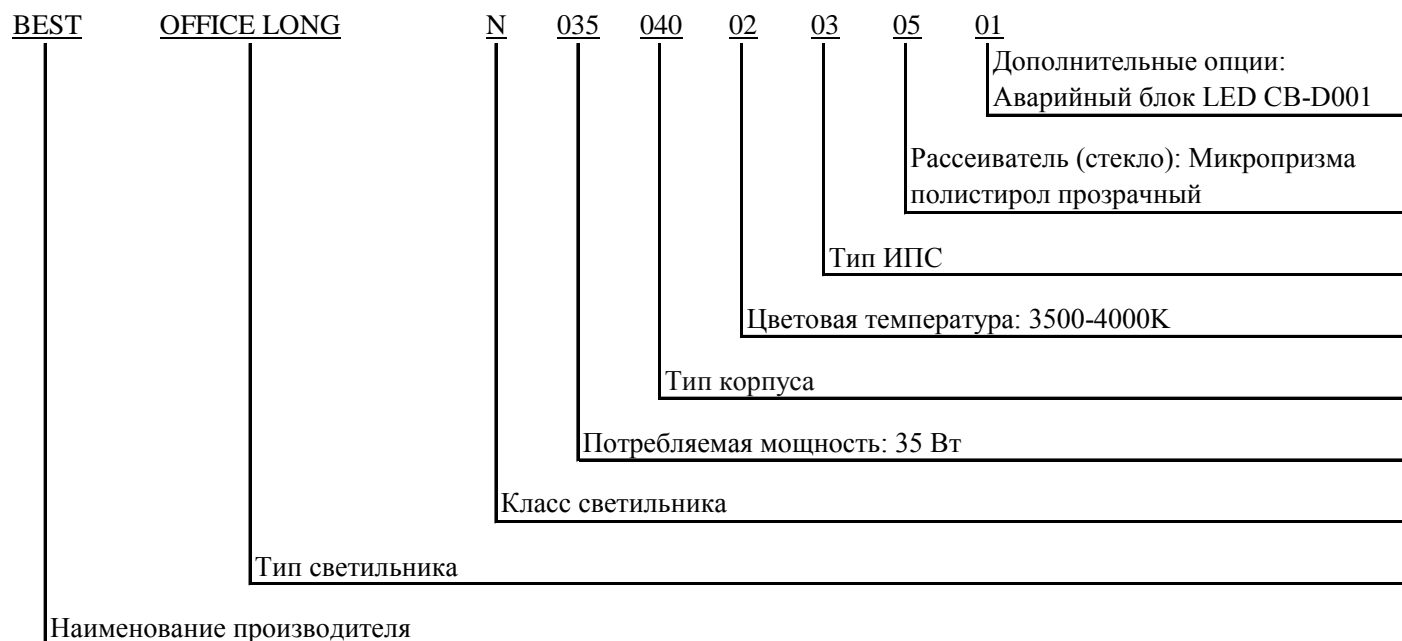 BEST OFFICE LONG N 035 040 02 03 05 01
Дополнительные опции:
Аварийный блок LED CB-D001
Рассеиватель (стекло): Микропризма
полистирол прозрачный
Тип ИПС
Цветовая температура: 3500-4000K
Тип корпуса
Потребляемая мощность: 35 Вт
Класс светильника
Тип светильника
Наименование производителя